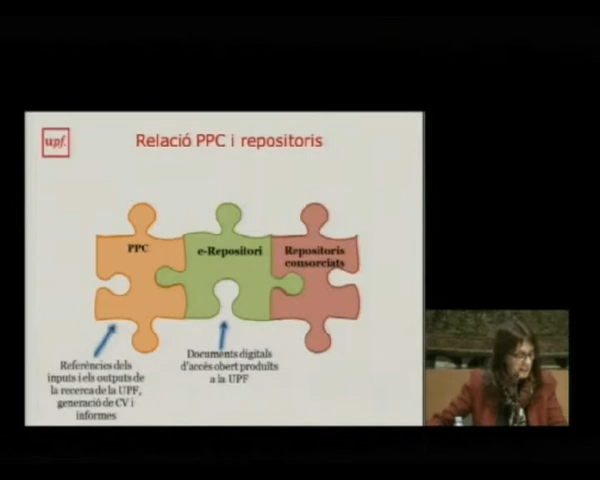 upf.
Relació PPC i repositoris
PPC
e-Repositori
Repositoris
consorciats
Referències dels
inputs i els outputs de
la recerca de la UPF,
generació de CV i
informes
Documents digitals
d'accés obert produïts
a la UPF